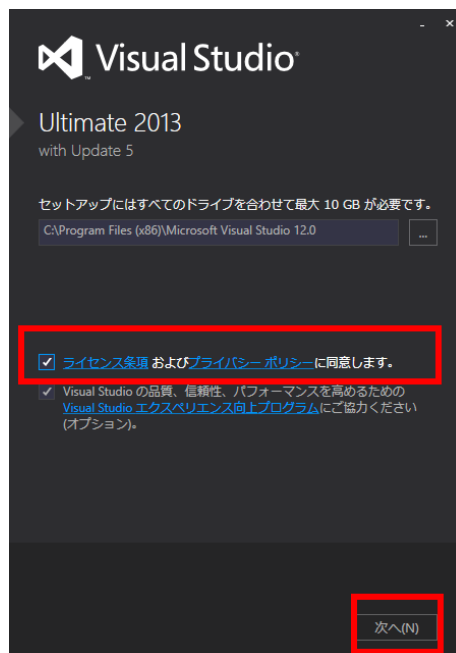 Visual Studio
Ultimate 2013
with Update 5
セットアップにはすべてのドライブを合わせて最大 10 GB が必要です。
C:\Program Files (x86)\Microsoft Visual Studio 12.0
...
ライセンス条項 およびプライバシー ポリシーに同意します。
Visual Studio の品質、信頼性、パフォーマンスを高めるための
Visual Studio エクスペリエンス向上プログラムにご協力ください
(オプション)。
次へ(N)